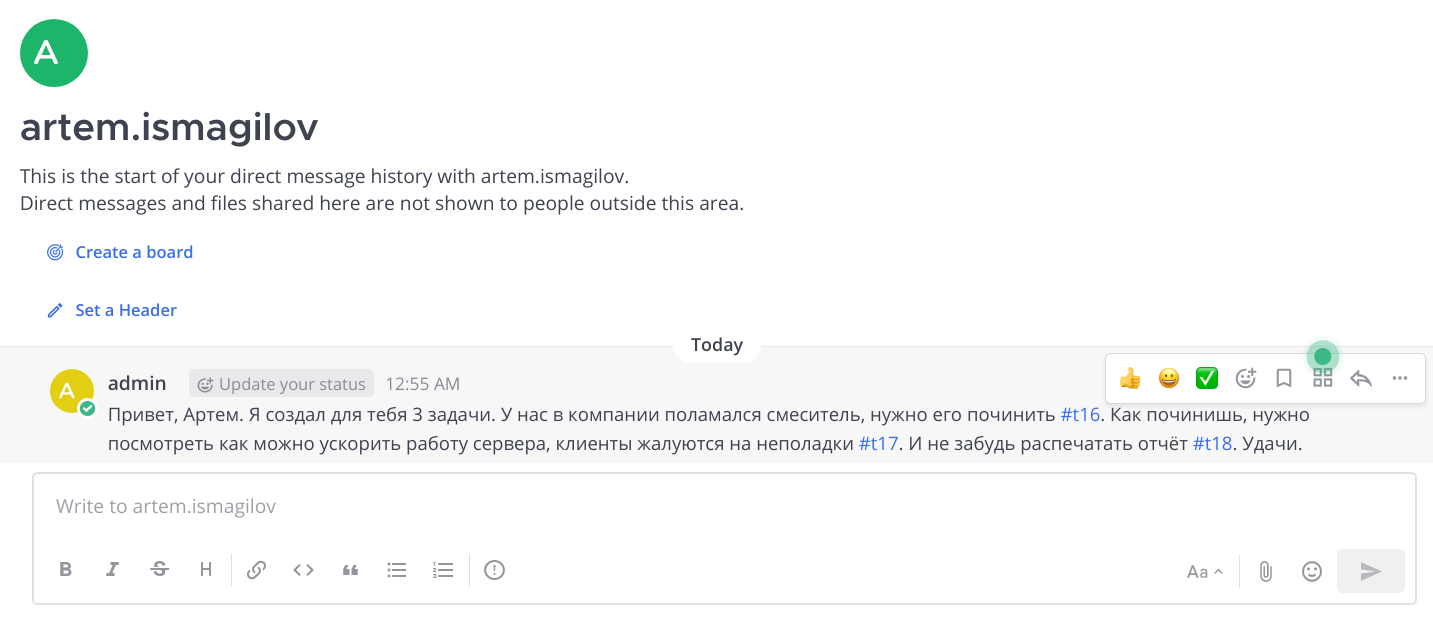 A
artem.ismagilov
This is the start of your direct message history with artem.ismagilov.
Direct messages and files shared here are not shown to people outside this area.
Create a board
Set a Header
Today
A
admin Update your status 12:55 AM
Привет, Артем. Я создал для тебя 3 задачи. У нас в компании поламался смеситель, нужно его починить #t16. Как починишь, нужно
посмотреть как можно ускорить работу сервера, клиенты жалуются на неполадки #t17. И не забудь распечатать отчёт #t18. Удачи.
Write to artem.ismagilov
B I S H Aa